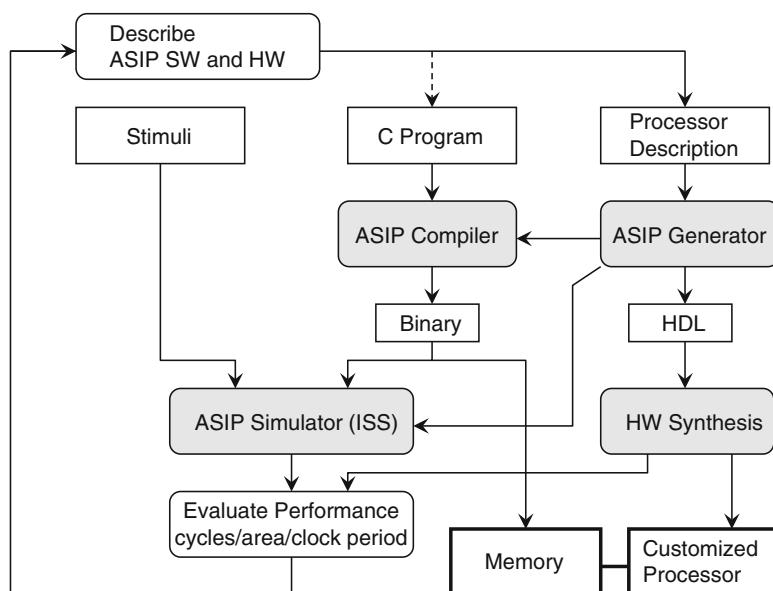 Describe
ASIP SW and HW
Stimuli
C Program
Processor
Description
ASIP Compiler
ASIP Generator
Binary
HDL
ASIP Simulator (ISS)
HW Synthesis
Evaluate Performance
cycles/area/clock period
Memory
Customized
Processor